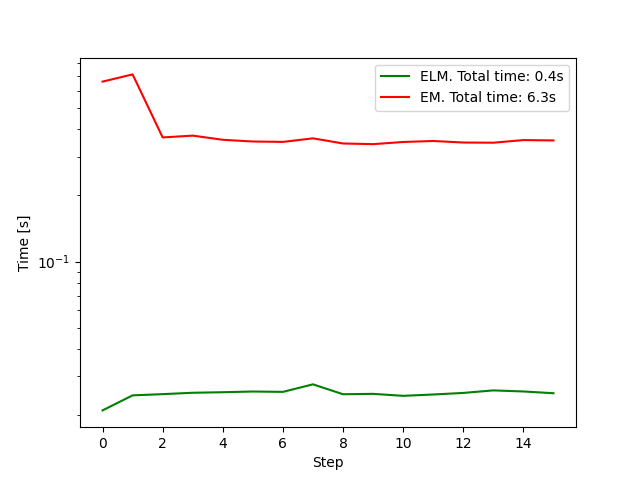 ELM. Total time: 0.4s
EM. Total time: 6.3s
Time [s]
10⁻¹
0 2 4 6 8 10 12 14
Step